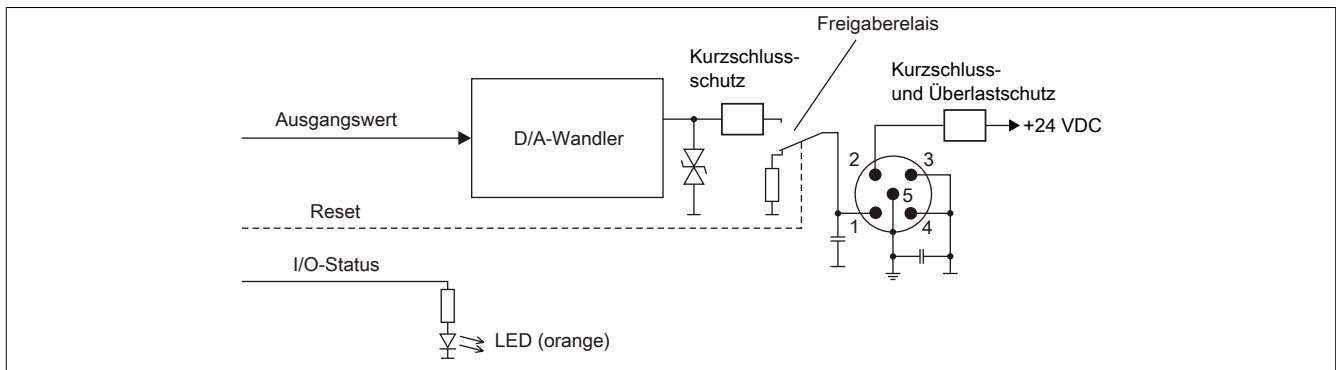 Freigaberelais
Kurzschluss-
schutz
Kurzschluss-
und Überlastschutz
Ausgangswert
D/A-Wandler
+24 VDC
2
3
5
Reset
1
4
I/O-Status
LED (orange)